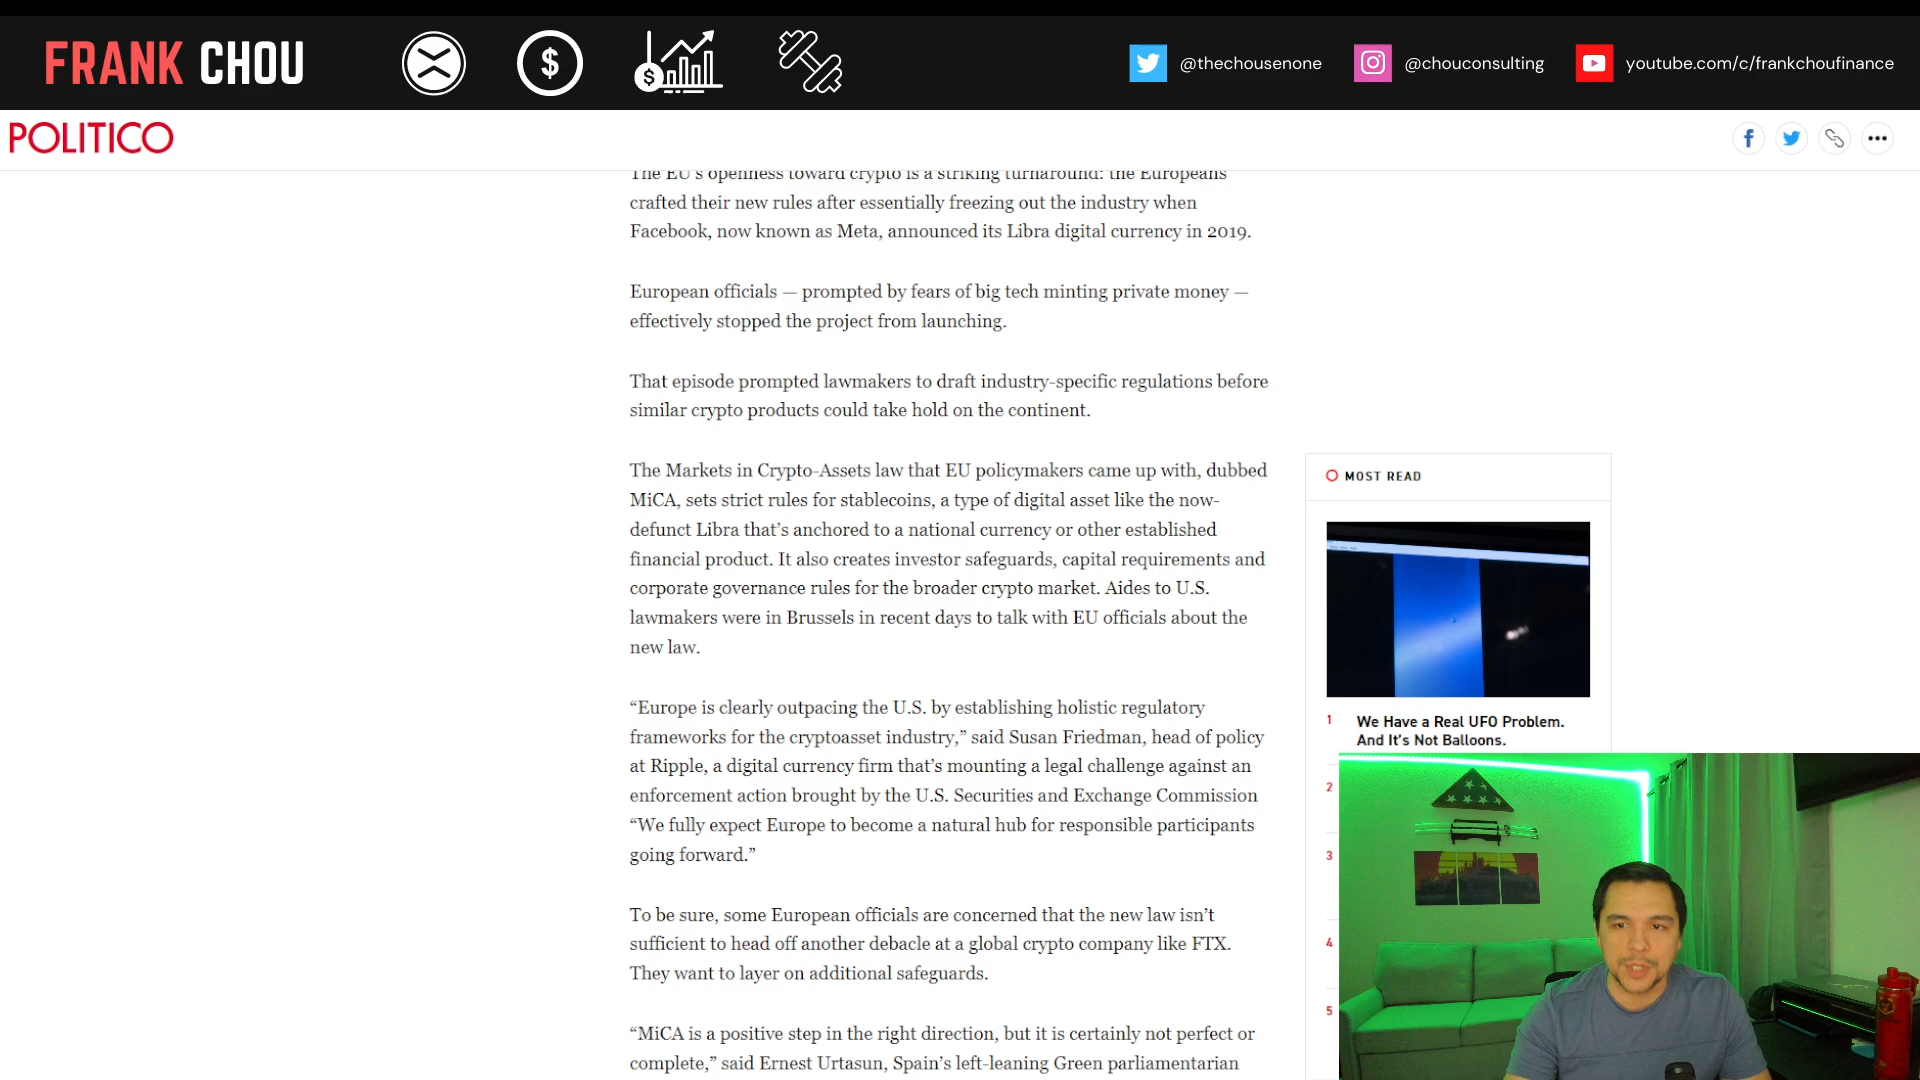 FRANK CHOU
@thechousenone
@chouconsulting
youtube.com/c/frankchoufinance
POLITICO
The EU's openness toward crypto is a striking turnaround: the Europeans
crafted their new rules after essentially freezing out the industry when
Facebook, now known as Meta, announced its Libra digital currency in 2019.
European officials — prompted by fears of big tech minting private money —
effectively stopped the project from launching.
That episode prompted lawmakers to draft industry-specific regulations before
similar crypto products could take hold on the continent.
The Markets in Crypto-Assets law that EU policymakers came up with, dubbed
MiCA, sets strict rules for stablecoins, a type of digital asset like the now-
defunct Libra that’s anchored to a national currency or other established
financial product. It also creates investor safeguards, capital requirements and
corporate governance rules for the broader crypto market. Aides to U.S.
lawmakers were in Brussels in recent days to talk with EU officials about the
new law.
“Europe is clearly outpacing the U.S. by establishing holistic regulatory
frameworks for the cryptoasset industry,” said Susan Friedman, head of policy
at Ripple, a digital currency firm that’s mounting a legal challenge against an
enforcement action brought by the U.S. Securities and Exchange Commission
“We fully expect Europe to become a natural hub for responsible participants
going forward.”
To be sure, some European officials are concerned that the new law isn’t
sufficient to head off another debacle at a global crypto company like FTX.
They want to layer on additional safeguards.
“MiCA is a positive step in the right direction, but it is certainly not perfect or
complete,” said Ernest Urtasun, Spain’s left-leaning Green parliamentarian
MOST READ
1 We Have a Real UFO Problem.
And It's Not Balloons.
2
3
4
5